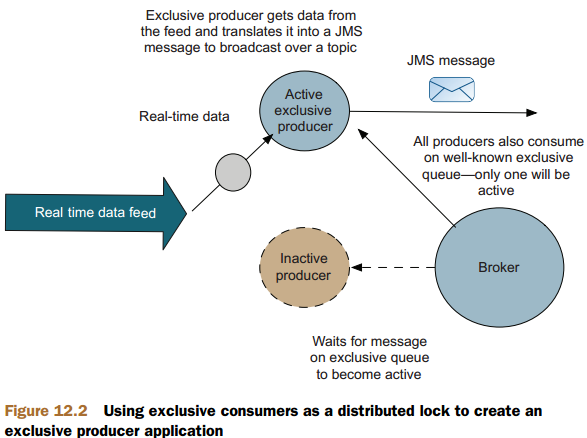 Exclusive producer gets data from
the feed and translates it into a JMS
message to broadcast over a topic
JMS message
Active
exclusive
producer
Real-time data
All producers also consume
on well-known exclusive
queue—only one will be
active
Real time data feed
Inactive
producer
Broker
Waits for message
on exclusive queue
to become active
Figure 12.2 Using exclusive consumers as a distributed lock to create an
exclusive producer application